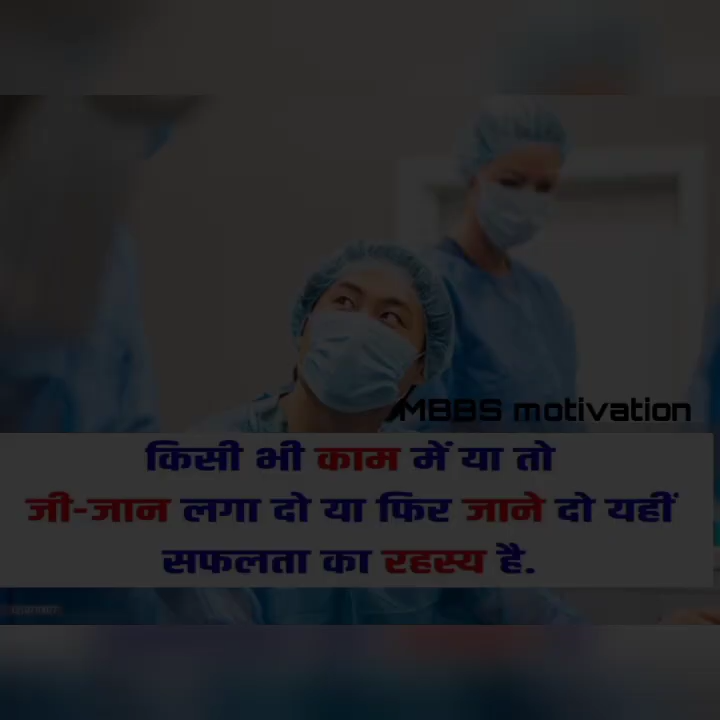 MBBS motivation
किसी भी काम में या तो
जी-जान लगा दो या फिर जाने दो यहीं
सफलता का रहस्य है.